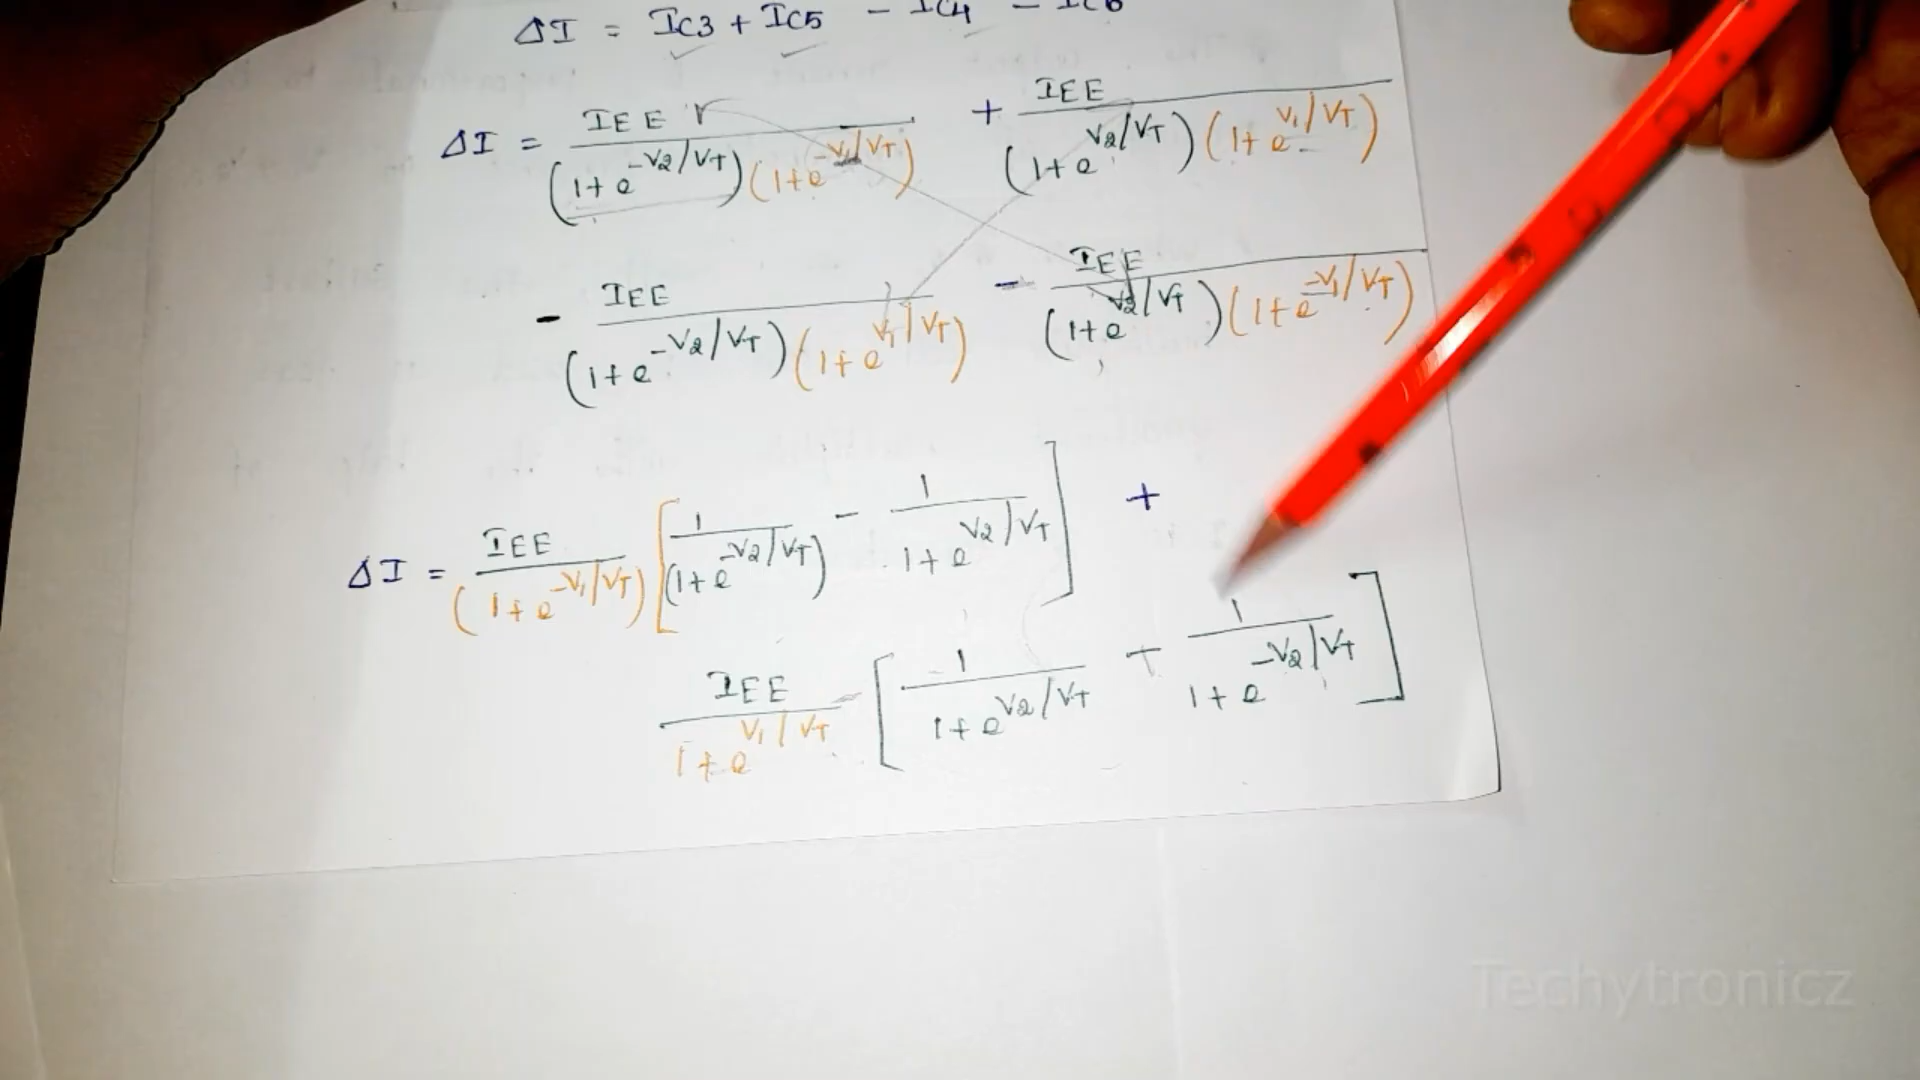 ΔI = IC3 + IC5 - IC4 - IC6
ΔI = IEE / (1+e^-V2/VT)(1+e^-V1/VT) + IEE / (1+e^V2/VT)(1+e^V1/VT)
- IEE / (1+e^-V2/VT)(1+e^V1/VT) - IEE / (1+e^V2/VT)(1+e^-V1/VT)
ΔI = IEE / (1+e^-V1/VT) [1 / (1+e^-V2/VT) - 1 / 1+e^V2/VT] +
IEE / 1+e^V1/VT [1 / 1+e^V2/VT + 1 / 1+e^-V2/VT]
Techytronicz